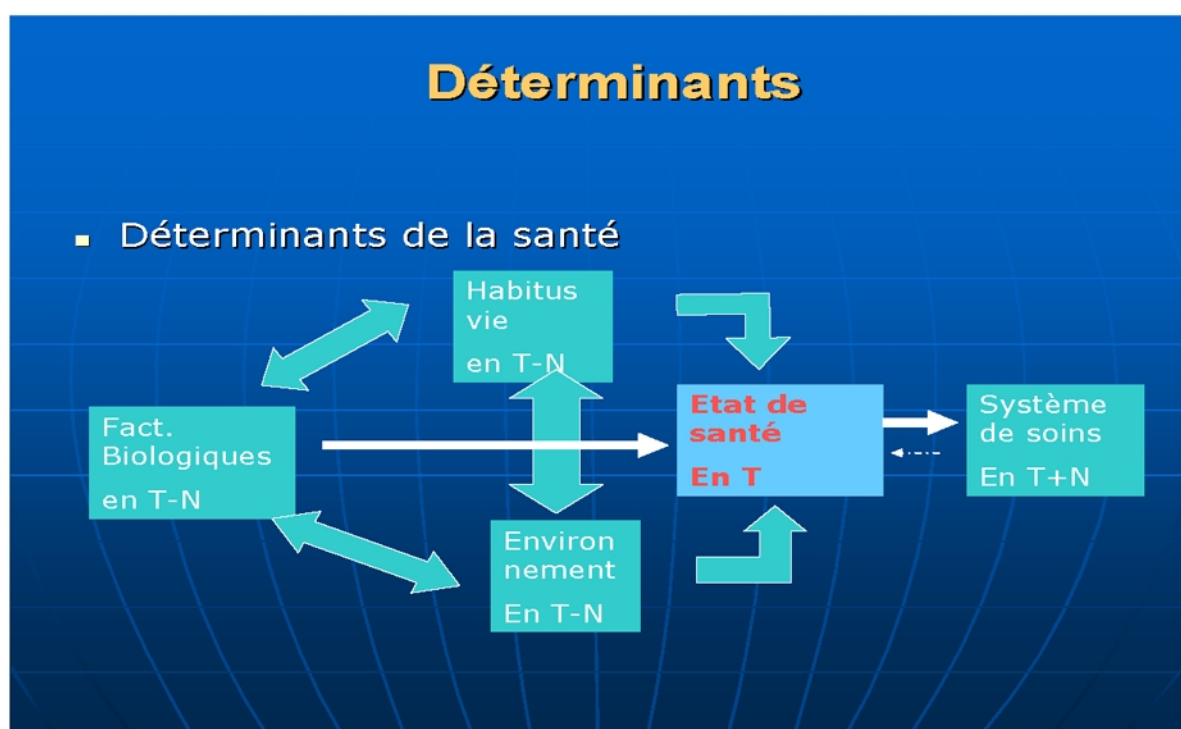 Déterminants
Déterminants de la santé
Habitus
vie
en T-N
Fact.
Biologiques
en T-N
Etat de
santé
En T
Système
de soins
En T+N
Environ
nement
En T-N